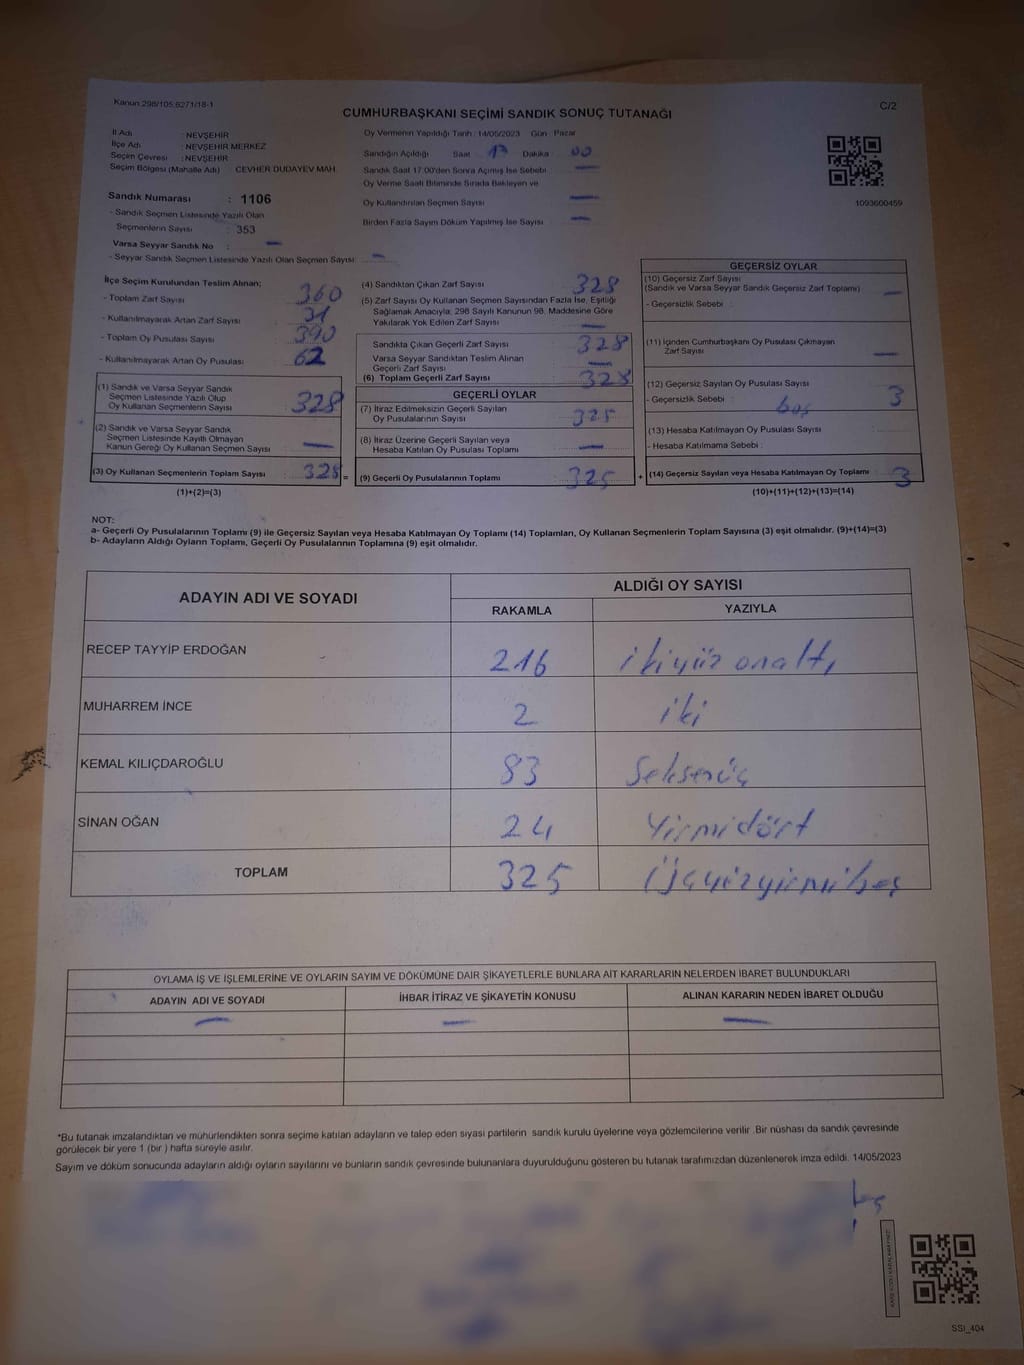 Kanun:298/105,6271/18-1
CUMHURBAŞKANI SEÇİMİ SANDIK SONUÇ TUTANAĞI
C/2
İl Adı : NEVŞEHİR
İlçe Adı : NEVŞEHİR MERKEZ
Seçim Çevresi : NEVŞEHİR
Seçim Bölgesi (Mahalle Adı) CEVHER DUDAYEV MAH.
Sandık Numarası : 1106
- Sandık Seçmen Listesinde Yazılı Olan
Seçmenlerin Sayısı : 353
Varsa Seyyar Sandık No : —
- Seyyar Sandık Seçmen Listesinde Yazılı Olan Seçmen Sayısı : —
Oy Vermenin Yapıldığı Tarih : 14/05/2023 Gün : Pazar
Sandığın Açıldığı Saat : 17 Dakika : 00
Sandık Saat 17:00'den Sonra Açımış İse Sebebi : —
Oy Verme Saati Bitiminde Sırada Bekleyen ve
Oy Kullandırılan Seçmen Sayısı : —
Birden Fazla Sayım Döküm Yapılmış İse Sayısı : —
1093600459
İlçe Seçim Kurulundan Teslim Alınan;
- Toplam Zarf Sayısı : 360
- Kullanılmayarak Artan Zarf Sayısı : 31
- Toplam Oy Pusulası Sayısı : 390
- Kullanılmayarak Artan Oy Pusulası : 62
(1) Sandık ve Varsa Seyyar Sandık
Seçmen Listesinde Yazılı Olup
Oy Kullanan Seçmenlerin Sayısı : 328
(2) Sandık ve Varsa Seyyar Sandık
Seçmen Listesinde Kayıtlı Olmayan
Kanun Gereği Oy Kullanan Seçmen Sayısı : —
(3) Oy Kullanan Seçmenlerin Toplam Sayısı : 328 =
(1)+(2)=(3)
(4) Sandıktan Çıkan Zarf Sayısı : 328
(5) Zarf Sayısı Oy Kullanan Seçmen Sayısından Fazla İse, Eşitliği
Sağlamak Amacıyla; 298 Sayılı Kanunun 98. Maddesine Göre
Yakılarak Yok Edilen Zarf Sayısı : —
Sandıkta Çıkan Geçerli Zarf Sayısı : 328
Varsa Seyyar Sandıktan Teslim Alınan
Geçerli Zarf Sayısı : —
(6) Toplam Geçerli Zarf Sayısı : 328
GEÇERLİ OYLAR
(7) İtiraz Edilmeksizin Geçerli Sayılan
Oy Pusulalarının Sayısı : 325
(8) İtiraz Üzerine Geçerli Sayılan veya
Hesaba Katılan Oy Pusulası Toplamı : —
(9) Geçerli Oy Pusulalarının Toplamı : 325 +
GEÇERSİZ OYLAR
(10) Geçersiz Zarf Sayısı
(Sandık ve Varsa Seyyar Sandık Geçersiz Zarf Toplamı) : —
- Geçersizlik Sebebi :
(11) İçinden Cumhurbaşkanı Oy Pusulası Çıkmayan
Zarf Sayısı : —
(12) Geçersiz Sayılan Oy Pusulası Sayısı : 3
- Geçersizlik Sebebi : boş
(13) Hesaba Katılmayan Oy Pusulası Sayısı :
- Hesaba Katılmama Sebebi :
(14) Geçersiz Sayılan veya Hesaba Katılmayan Oy Toplamı : 3
(10)+(11)+(12)+(13)=(14)
NOT:
a- Geçerli Oy Pusulalarının Toplamı (9) ile Geçersiz Sayılan veya Hesaba Katılmayan Oy Toplamı (14) Toplamları, Oy Kullanan Seçmenlerin Toplam Sayısına (3) eşit olmalıdır. (9)+(14)=(3)
b- Adayların Aldığı Oyların Toplamı, Geçerli Oy Pusulalarının Toplamına (9) eşit olmalıdır.
ADAYIN ADI VE SOYADI
ALDIĞI OY SAYISI
RAKAMLA YAZIYLA
RECEP TAYYİP ERDOĞAN 216 ikiyüz onaltı
MUHARREM İNCE 2 iki
KEMAL KILIÇDAROĞLU 83 Seksenüç
SİNAN OĞAN 24 Yirmidört
TOPLAM 325 Üçyüzyirmibeş
OYLAMA İŞ VE İŞLEMLERİNE VE OYLARIN SAYIM VE DÖKÜMÜNE DAİR ŞİKAYETLERLE BUNLARA AİT KARARLARIN NELERDEN İBARET BULUNDUKLARI
ADAYIN ADI VE SOYADI İHBAR İTİRAZ VE ŞİKAYETİN KONUSU ALINAN KARARIN NEDEN İBARET OLDUĞU
— — —
*Bu tutanak imzalandıktan ve mühürlendikten sonra seçime katılan adayların ve talep eden siyasi partilerin sandık kurulu üyelerine veya gözlemcilerine verilir .Bir nüshası da sandık çevresinde
görülecek bir yere 1 (bir ) hafta süreyle asılır.
Sayım ve döküm sonucunda adayların aldığı oyların sayılarını ve bunların sandık çevresinde bulunanlara duyurulduğunu gösteren bu tutanak tarafımızdan düzenlenerek imza edildi. 14/05/2023
SSI_404